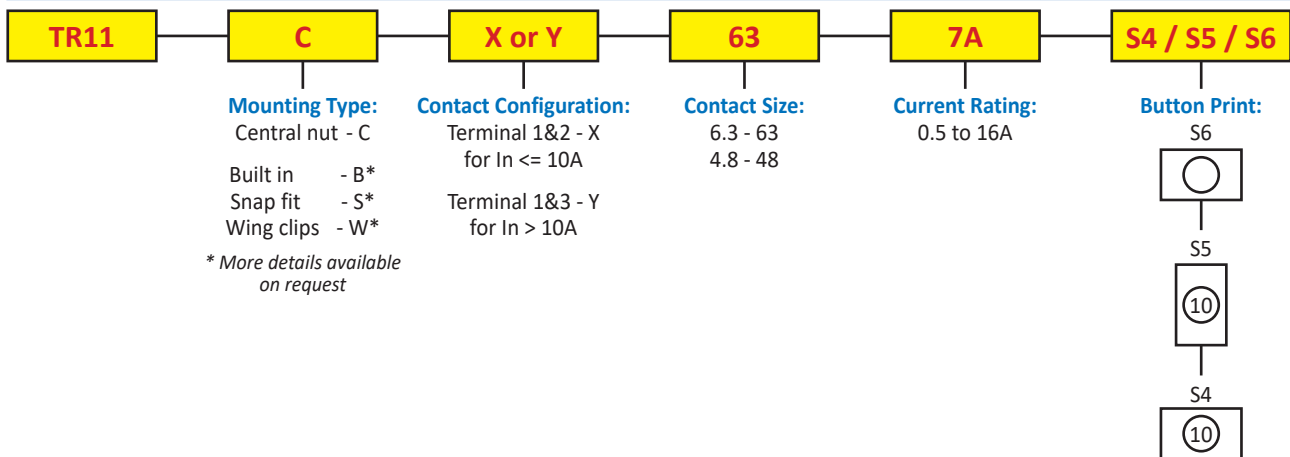 TR11 C X or Y 63 7A S4 / S5 / S6
Mounting Type: Contact Configuration: Contact Size: Current Rating: Button Print:
Central nut - C Terminal 1&2 - X 6.3 - 63 0.5 to 16A S6
for In <= 10A 4.8 - 48
Built in - B*
Snap fit - S* Terminal 1&3 - Y
Wing clips - W* for In > 10A
* More details available
on request
S5
10
S4
10